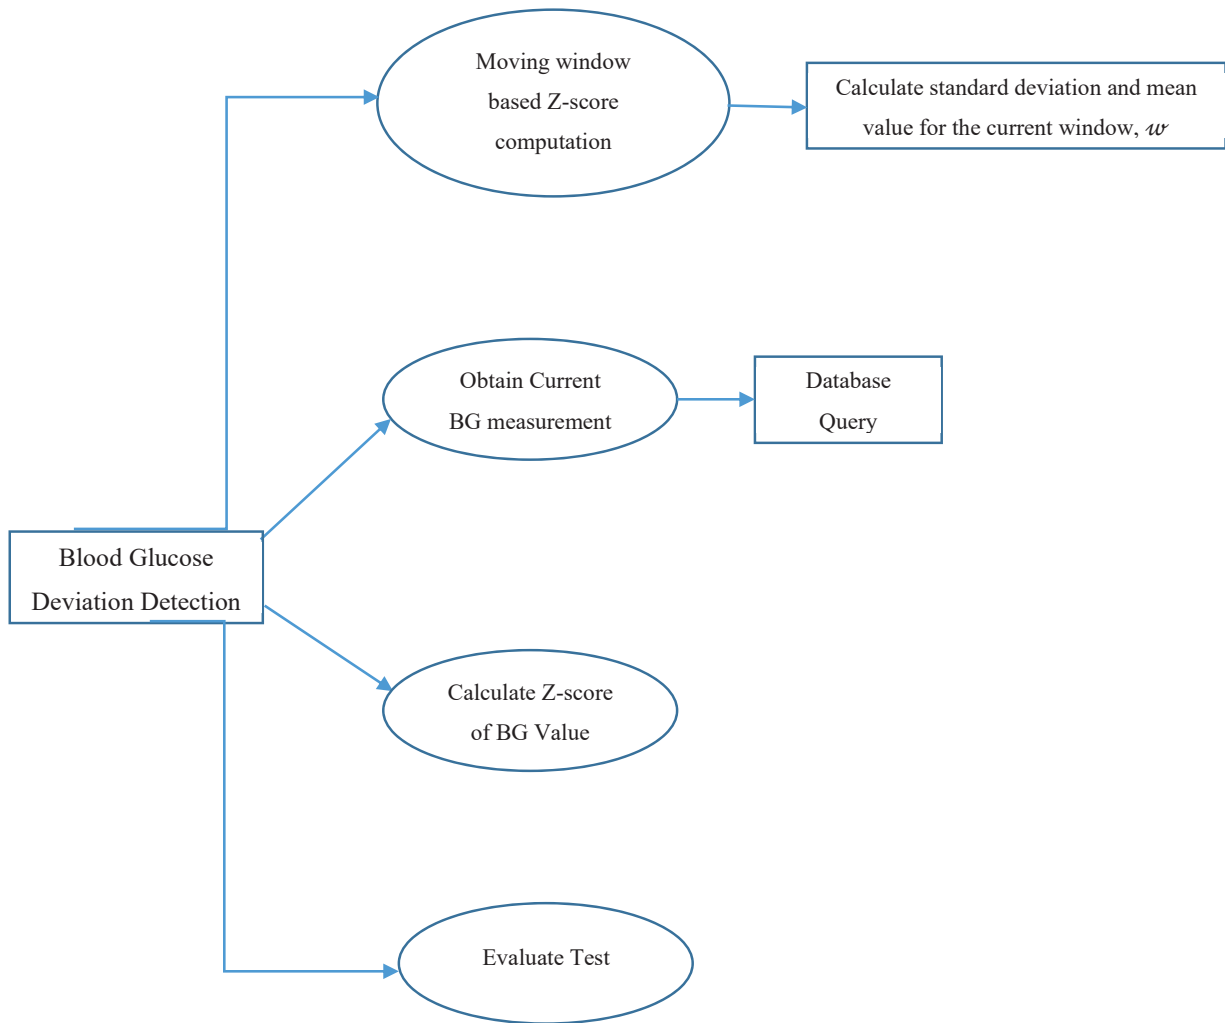 Moving window
based Z-score
computation
Calculate standard deviation and mean
value for the current window, 𝓌
Obtain Current
BG measurement
Database
Query
Blood Glucose
Deviation Detection
Calculate Z-score
of BG Value
Evaluate Test